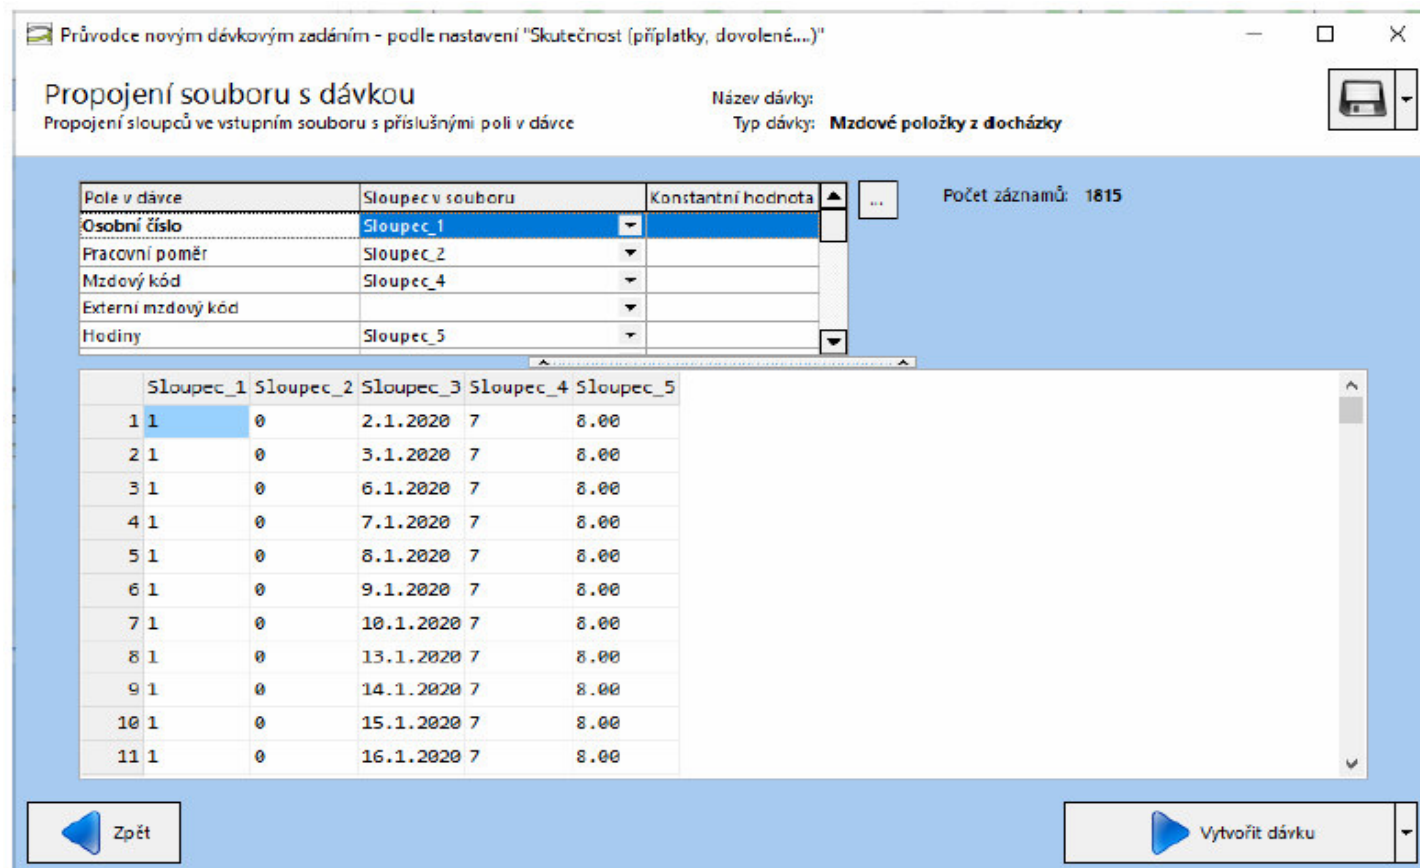 Průvodce novým dávkovým zadáním - podle nastavení "Skutečnost (příplatky, dovolené....)"
Propojení souboru s dávkou
Propojení sloupců ve vstupním souboru s příslušnými poli v dávce
Název dávky:
Typ dávky: Mzdové položky z docházky
Pole v dávce Sloupec v souboru Konstantní hodnota ... Počet záznamů: 1815
Osobní číslo Sloupec_1
Pracovní poměr Sloupec_2
Mzdový kód Sloupec_4
Externí mzdový kód
Hodiny Sloupec_5
Sloupec_1 Sloupec_2 Sloupec_3 Sloupec_4 Sloupec_5
1 1 0 2.1.2020 7 8.00
2 1 0 3.1.2020 7 8.00
3 1 0 6.1.2020 7 8.00
4 1 0 7.1.2020 7 8.00
5 1 0 8.1.2020 7 8.00
6 1 0 9.1.2020 7 8.00
7 1 0 10.1.2020 7 8.00
8 1 0 13.1.2020 7 8.00
9 1 0 14.1.2020 7 8.00
10 1 0 15.1.2020 7 8.00
11 1 0 16.1.2020 7 8.00
Zpět Vytvořit dávku